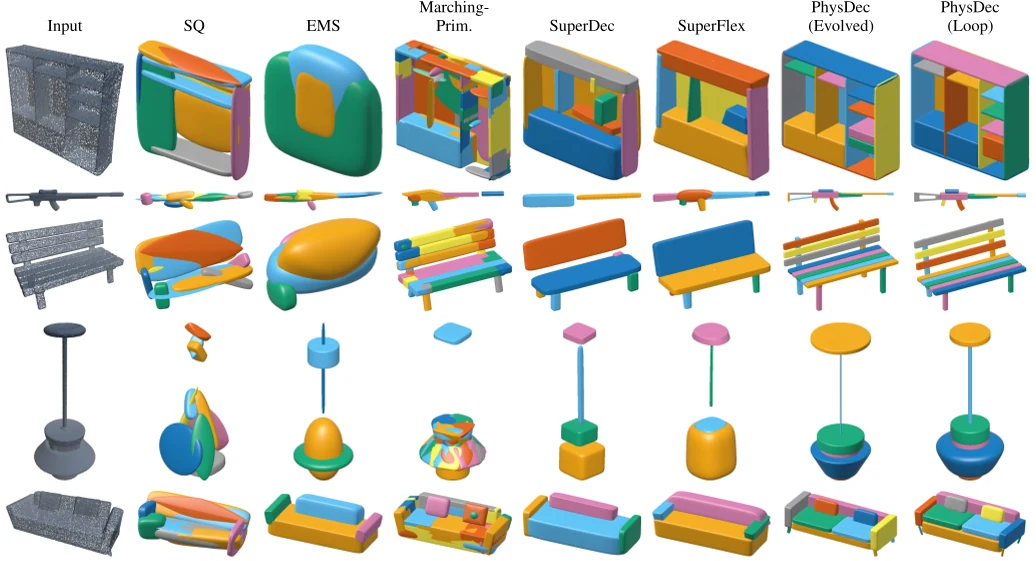 Input
SQ
EMS
Marching-
Prim.
SuperDec
SuperFlex
PhysDec
(Evolved)
PhysDec
(Loop)